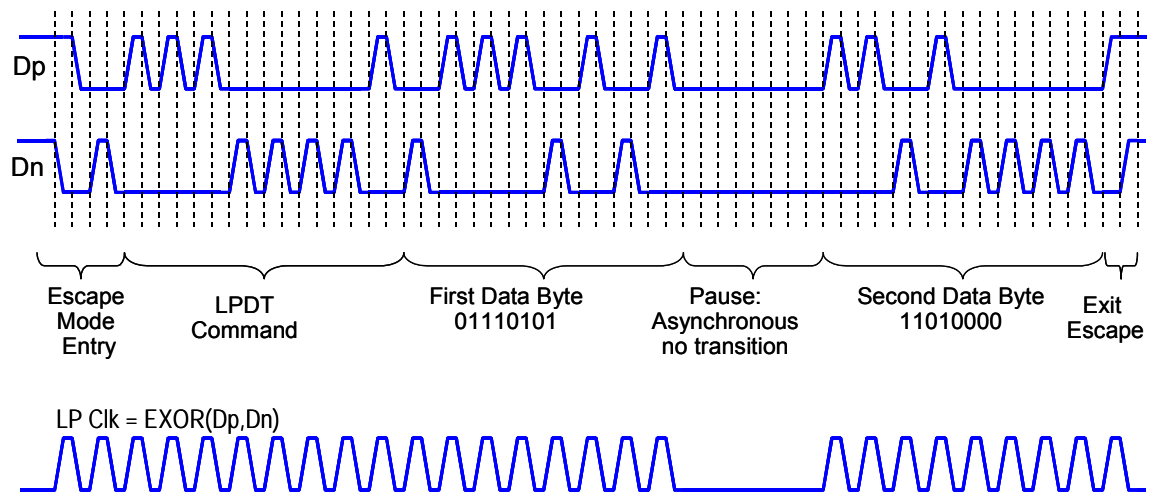 Dp
Dn
Escape
Mode
Entry
LPDT
Command
First Data Byte
01110101
Pause:
Asynchronous
no transition
Second Data Byte
11010000
Exit
Escape
LP Clk = EXOR(Dp,Dn)